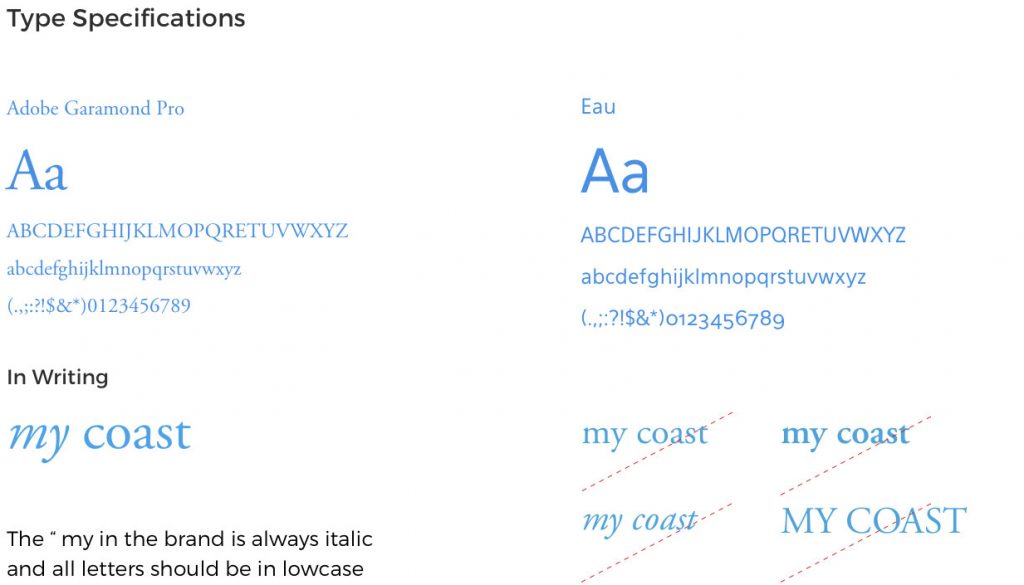 Type Specifications
Adobe Garamond Pro
Aa
ABCDEFGHIJKLMOPQRETUVWXYZ
abcdefghijklmnopqrstuvwxyz
(.,;:?!$&*)0123456789
Eau
Aa
ABCDEFGHIJKLMOPQRETUVWXYZ
abcdefghijklmnopqrstuvwxyz
(.,;:?!$&*)0123456789
In Writing
my coast
my coast
my coast
my coast
MY COAST
The “ my in the brand is always italic
and all letters should be in lowcase